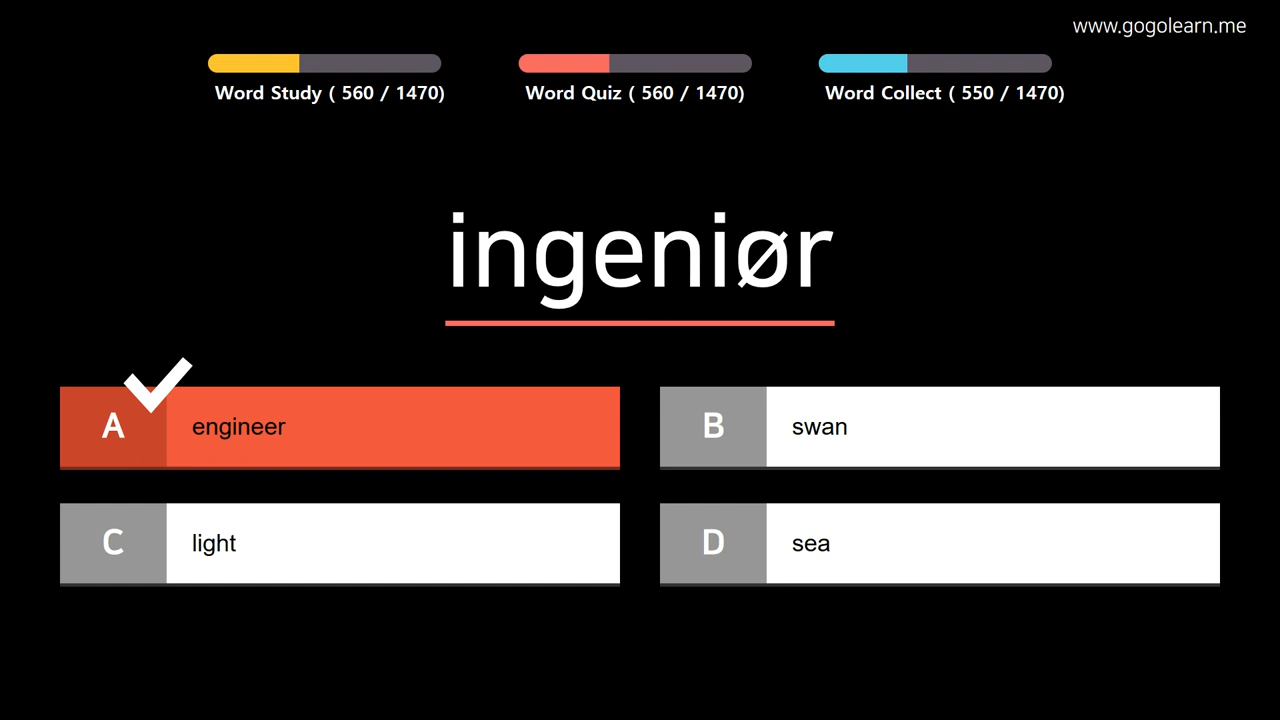 www.gogolearn.me
Word Study ( 560 / 1470)
Word Quiz ( 560 / 1470)
Word Collect ( 550 / 1470)
ingeniør
A engineer
B swan
C light
D sea